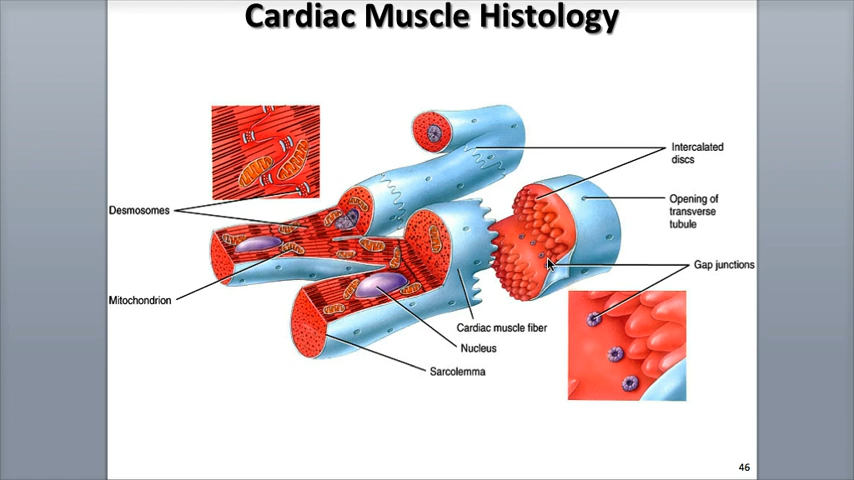 Cardiac Muscle Histology
Intercalated
discs
Desmosomes
Opening of
transverse
tubule
Gap junctions
Mitochondrion
Cardiac muscle fiber
Nucleus
Sarcolemma
46